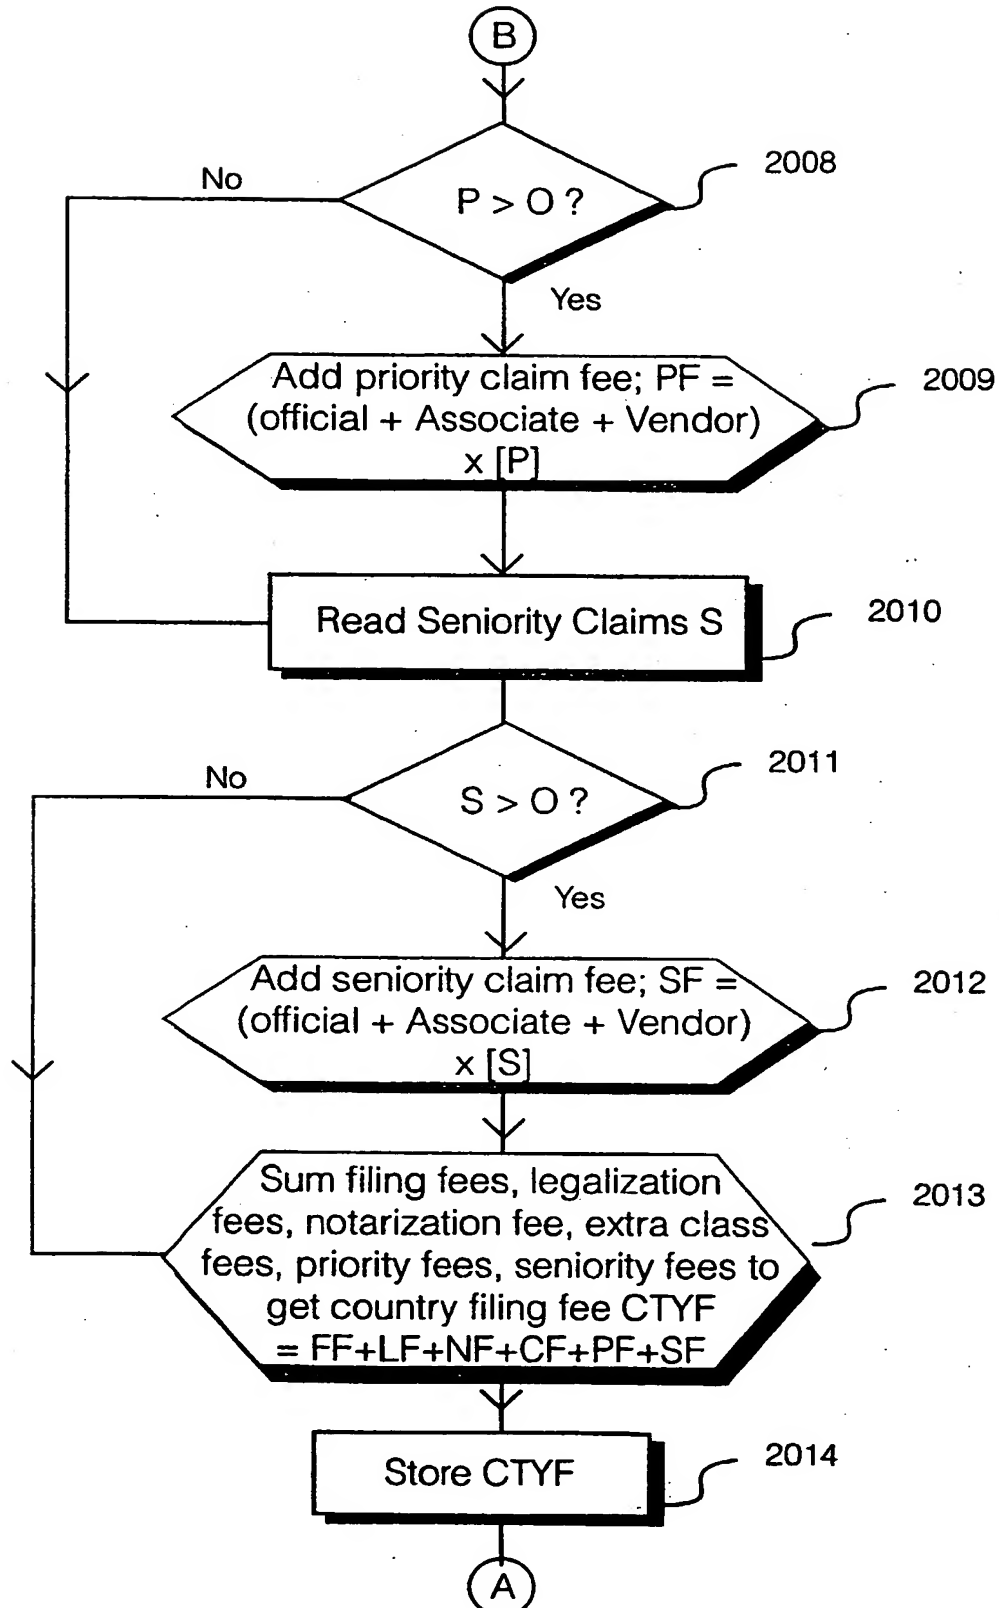 B
P > O ?
2008
No
Yes
Add priority claim fee; PF =
(official + Associate + Vendor)
x [P]
2009
Read Seniority Claims S
2010
S > O ?
2011
No
Yes
Add seniority claim fee; SF =
(official + Associate + Vendor)
x [S]
2012
Sum filing fees, legalization
fees, notarization fee, extra class
fees, priority fees, seniority fees to
get country filing fee CTYF
= FF+LF+NF+CF+PF+SF
2013
Store CTYF
2014
A